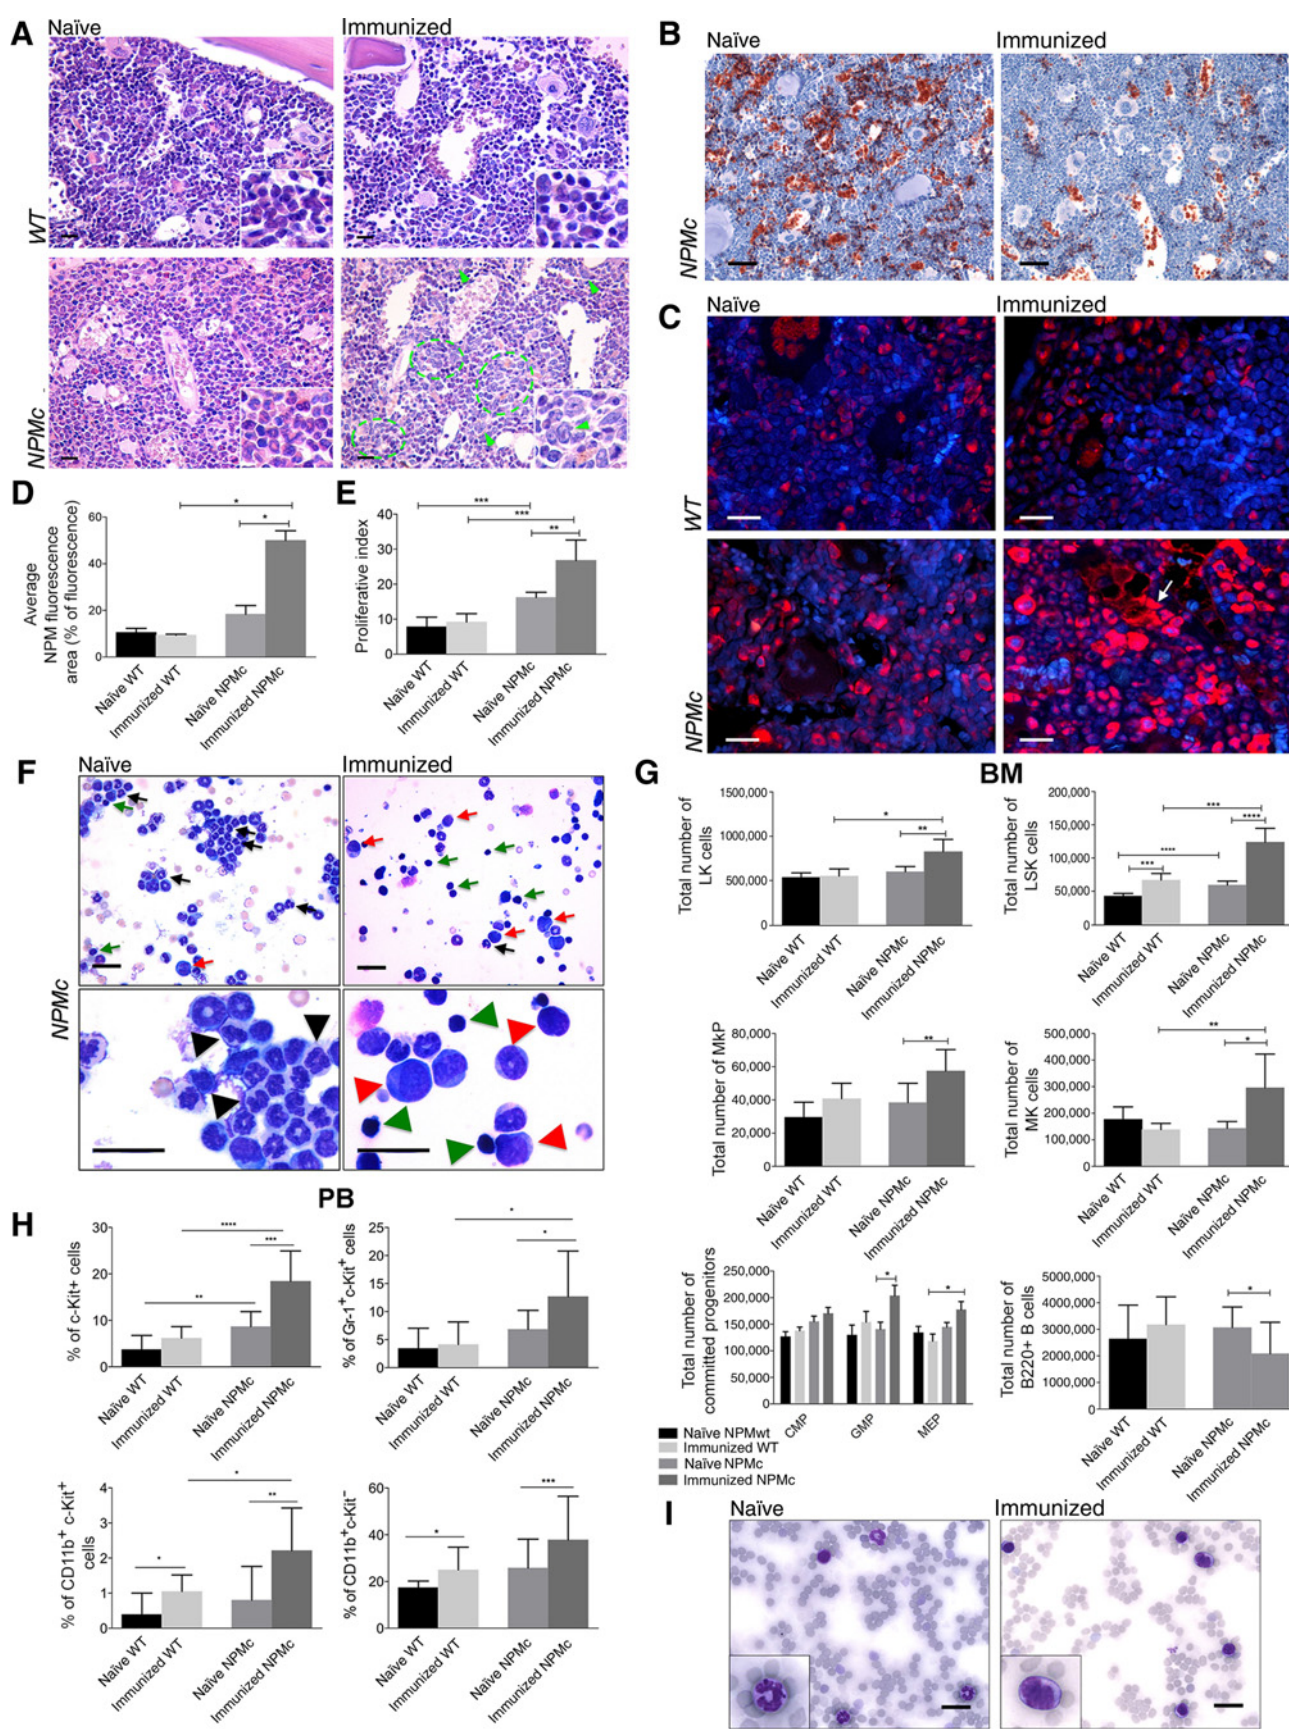 A
Naïve
Immunized
WT
NPMc
B
Naïve
Immunized
NPMc
C
Naïve
Immunized
WT
NPMc
D
Average
NPM fluorescence
area (% of fluorescence)
60
40
20
0
*
*
Naïve WT
Immunized WT
Naïve NPMc
Immunized NPMc
E
Proliferative index
40
30
20
10
0
***
***
**
Naïve WT
Immunized WT
Naïve NPMc
Immunized NPMc
F
Naïve
Immunized
NPMc
G
BM
Total number of
LK cells
1,500,000
1000,000
500,000
0
*
**
Naïve WT
Immunized WT
Naïve NPMc
Immunized NPMc
Total number of
LSK cells
200,000
150,000
100,000
50,000
0
***
****
****
***
Naïve WT
Immunized WT
Naïve NPMc
Immunized NPMc
Total number of MkP
80,000
60,000
40,000
20,000
0
**
Naïve WT
Immunized WT
Naïve NPMc
Immunized NPMc
Total number of
MK cells
500,000
400,000
300,000
200,000
100,000
0
**
*
Naïve WT
Immunized WT
Naïve NPMc
Immunized NPMc
Total number of
committed progenitors
250,000
200,000
150,000
100,000
50,000
0
*
*
CMP
GMP
MEP
Naïve NPMwt
Immunized WT
Naïve NPMc
Immunized NPMc
Total number of
B220+ B cells
6000,000
5000,000
4000,000
3000,000
2000,000
1000,000
0
*
Naïve WT
Immunized WT
Naïve NPMc
Immunized NPMc
H
PB
% of c-Kit+ cells
30
20
10
0
****
***
**
Naïve WT
Immunized WT
Naïve NPMc
Immunized NPMc
% of Gr-1⁺c-Kit⁺ cells
25
20
15
10
5
0
*
*
Naïve WT
Immunized WT
Naïve NPMc
Immunized NPMc
% of CD11b⁺ c-Kit⁺
cells
4
3
2
1
0
*
**
*
Naïve WT
Immunized WT
Naïve NPMc
Immunized NPMc
% of CD11b⁺c-Kit⁻
60
40
20
0
***
*
Naïve WT
Immunized WT
Naïve NPMc
Immunized NPMc
I
Naïve
Immunized